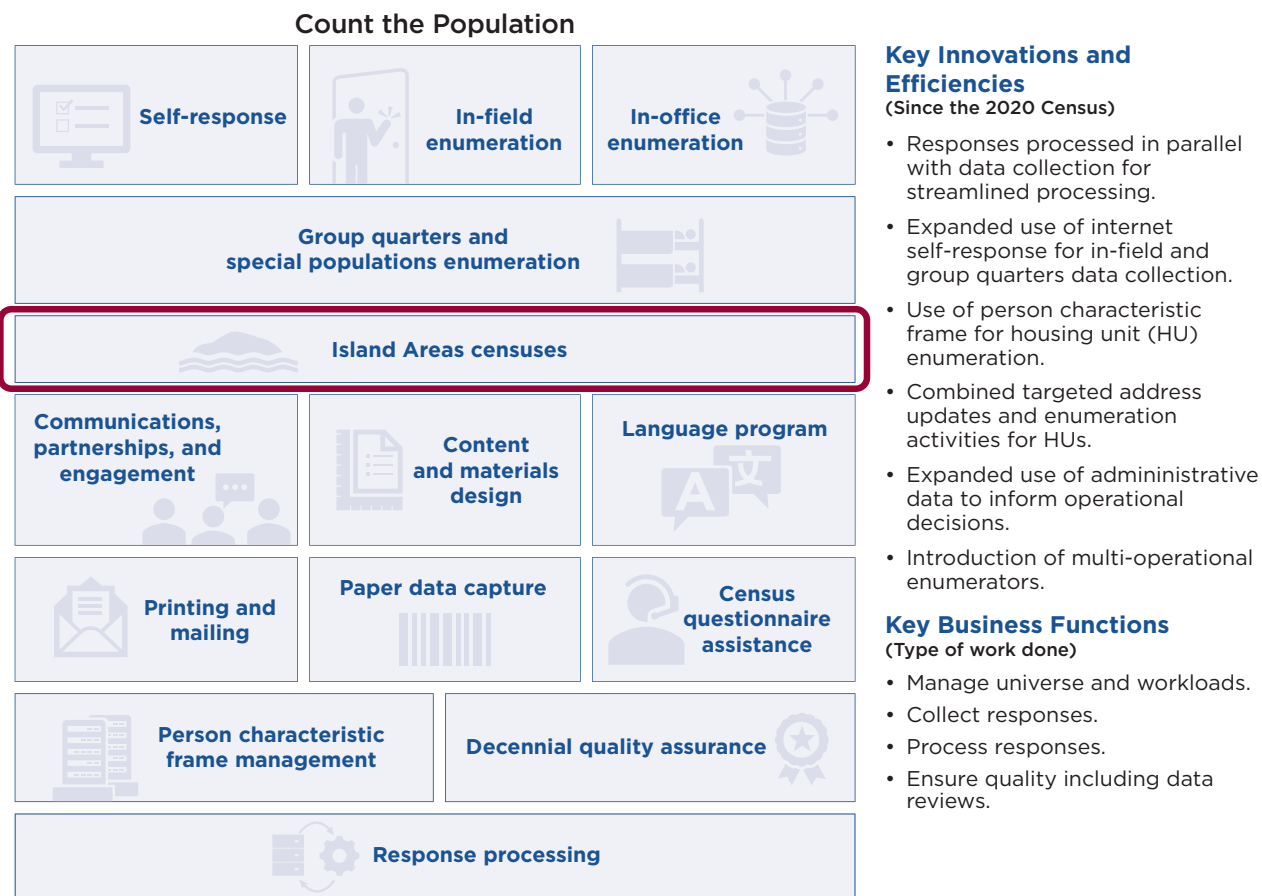 Count the Population
Self-response
In-field
enumeration
In-office
enumeration
Group quarters and
special populations enumeration
Island Areas censuses
Communications,
partnerships, and
engagement
Content
and materials
design
Language program
A
文
Printing and
mailing
Paper data capture
Census
questionnaire
assistance
Person characteristic
frame management
Decennial quality assurance
Response processing
Key Innovations and
Efficiencies
(Since the 2020 Census)
• Responses processed in parallel
with data collection for
streamlined processing.
• Expanded use of internet
self-response for in-field and
group quarters data collection.
• Use of person characteristic
frame for housing unit (HU)
enumeration.
• Combined targeted address
updates and enumeration
activities for HUs.
• Expanded use of admininistrative
data to inform operational
decisions.
• Introduction of multi-operational
enumerators.
Key Business Functions
(Type of work done)
• Manage universe and workloads.
• Collect responses.
• Process responses.
• Ensure quality including data
reviews.